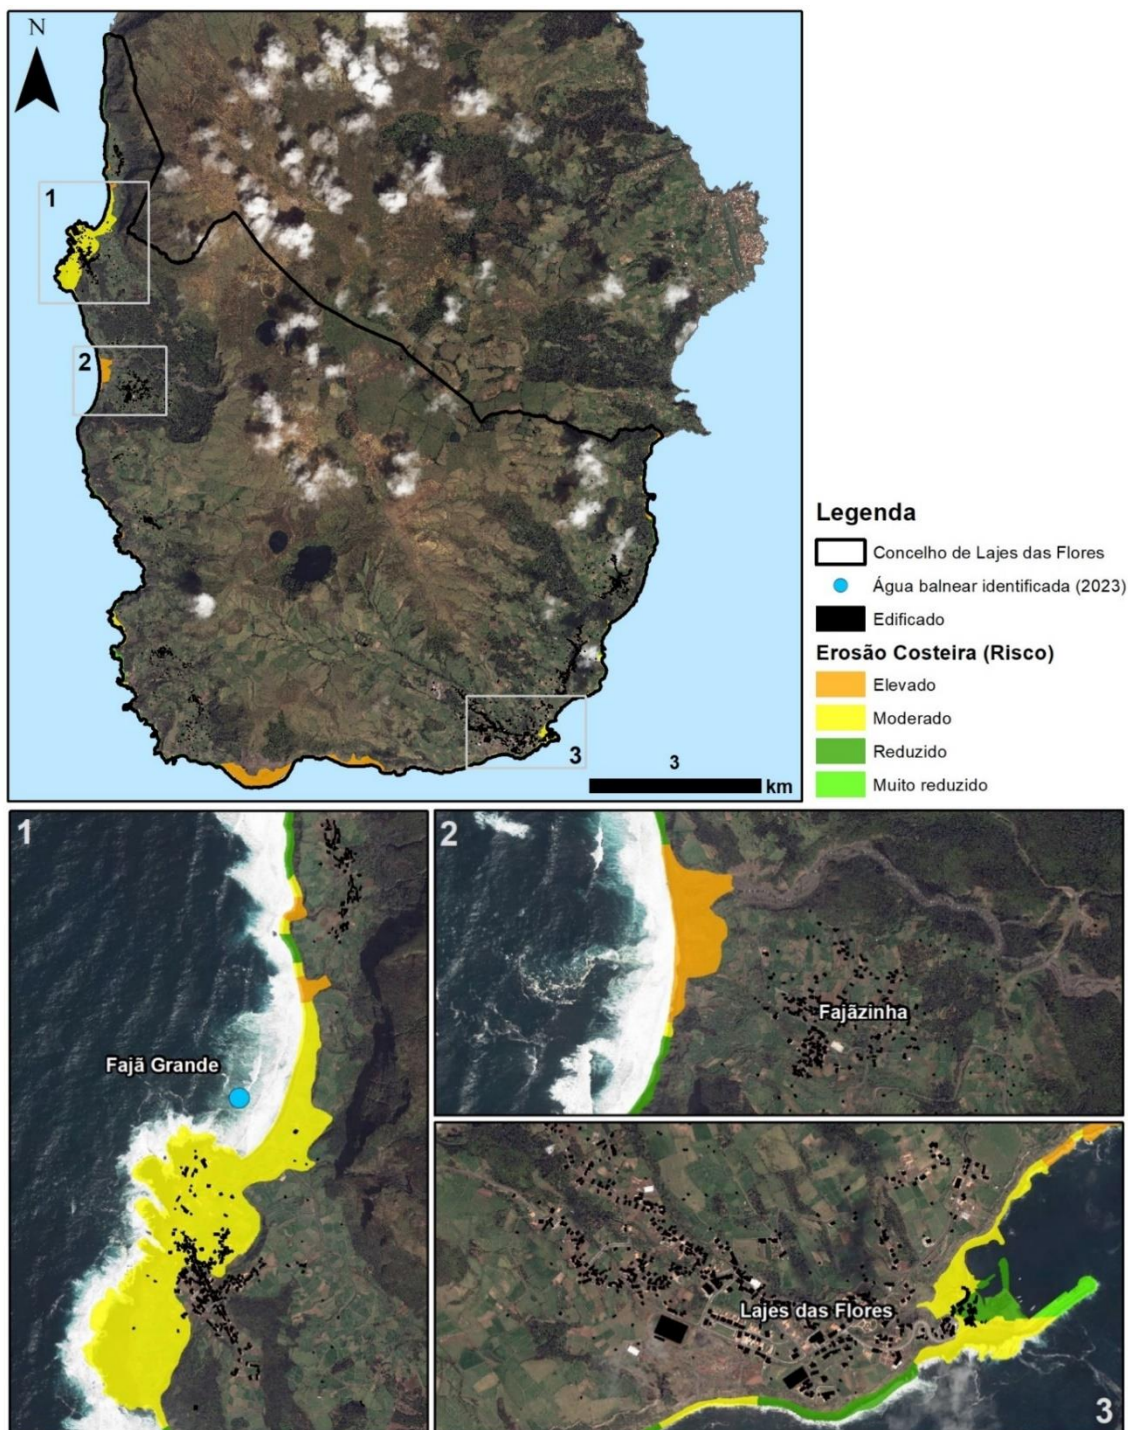 N
1
2
3
3
km
Legenda
Concelho de Lajes das Flores
Água balnear identificada (2023)
Edificado
Erosão Costeira (Risco)
Elevado
Moderado
Reduzido
Muito reduzido
1
Fajã Grande
2
Fajãzinha
Lajes das Flores
3